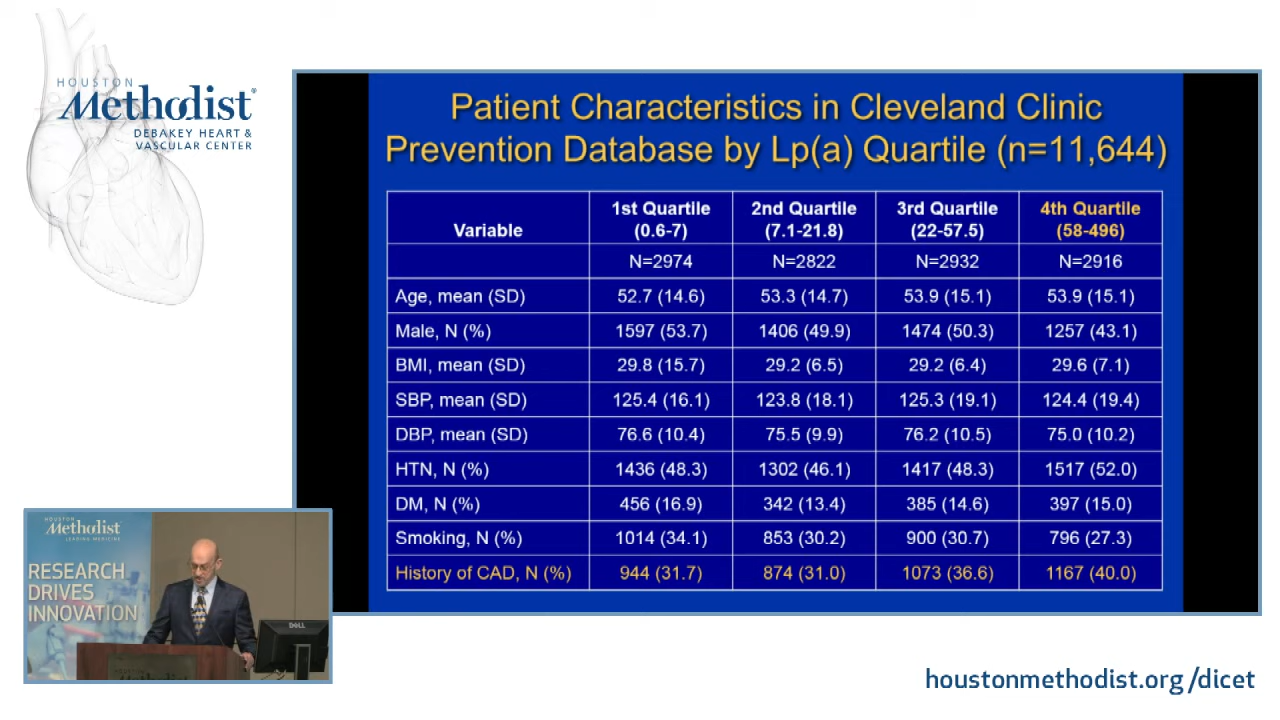 HOUSTON
Methodist®
DEBAKEY HEART &
VASCULAR CENTER
Patient Characteristics in Cleveland Clinic
Prevention Database by Lp(a) Quartile (n=11,644)
Variable 1st Quartile (0.6-7) 2nd Quartile (7.1-21.8) 3rd Quartile (22-57.5) 4th Quartile (58-496)
N=2974 N=2822 N=2932 N=2916
Age, mean (SD) 52.7 (14.6) 53.3 (14.7) 53.9 (15.1) 53.9 (15.1)
Male, N (%) 1597 (53.7) 1406 (49.9) 1474 (50.3) 1257 (43.1)
BMI, mean (SD) 29.8 (15.7) 29.2 (6.5) 29.2 (6.4) 29.6 (7.1)
SBP, mean (SD) 125.4 (16.1) 123.8 (18.1) 125.3 (19.1) 124.4 (19.4)
DBP, mean (SD) 76.6 (10.4) 75.5 (9.9) 76.2 (10.5) 75.0 (10.2)
HTN, N (%) 1436 (48.3) 1302 (46.1) 1417 (48.3) 1517 (52.0)
DM, N (%) 456 (16.9) 342 (13.4) 385 (14.6) 397 (15.0)
Smoking, N (%) 1014 (34.1) 853 (30.2) 900 (30.7) 796 (27.3)
History of CAD, N (%) 944 (31.7) 874 (31.0) 1073 (36.6) 1167 (40.0)
HOUSTON
Methodist
LEADING MEDICINE
RESEARCH
DRIVES
INNOVATION
DELL
houstonmethodist.org/dicet